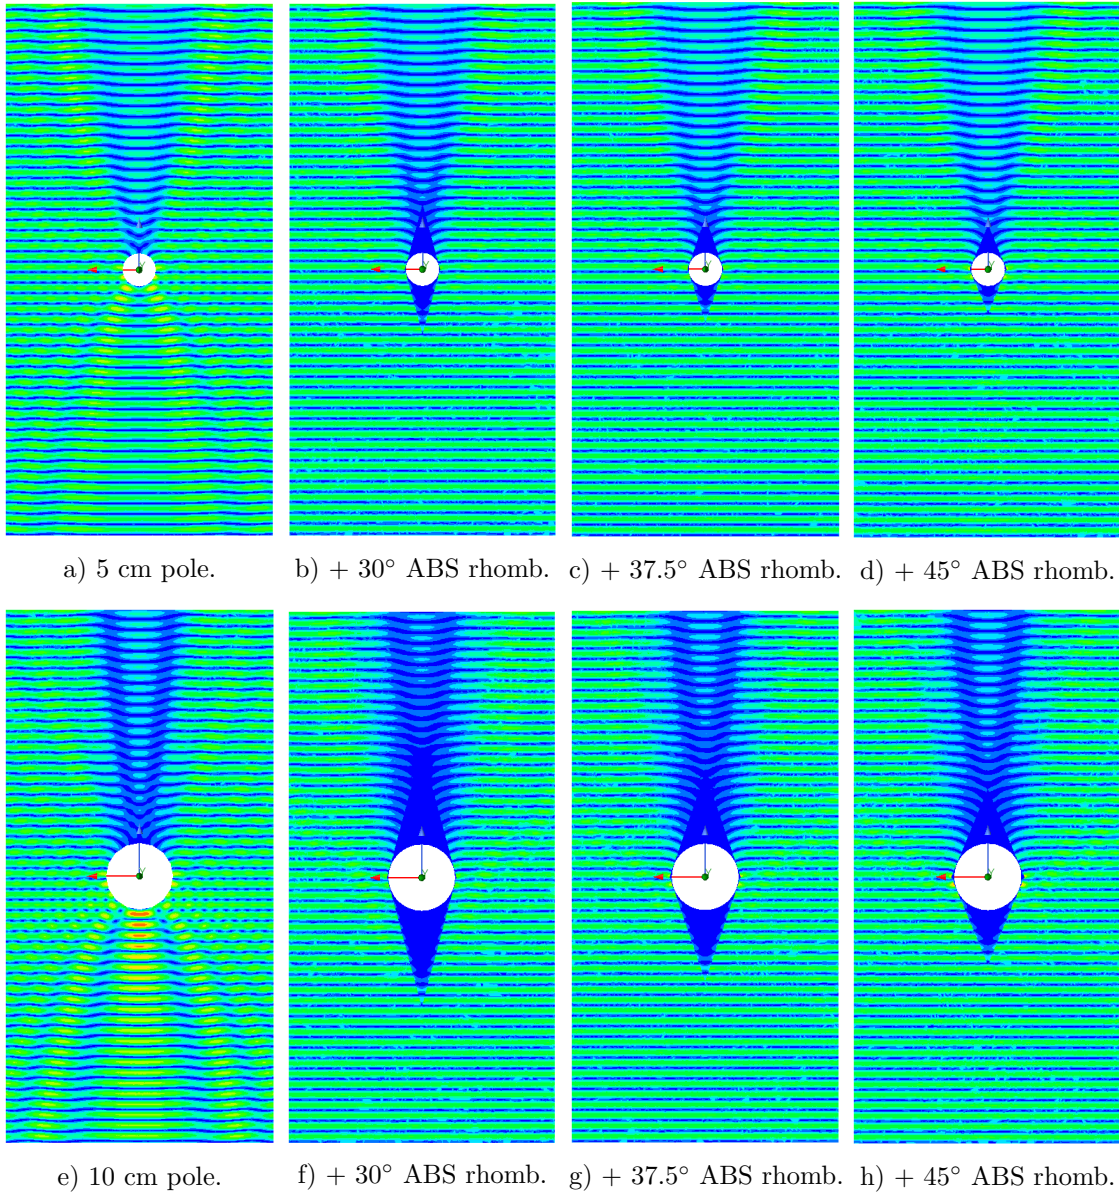 a) 5 cm pole. b) + 30° ABS rhomb. c) + 37.5° ABS rhomb. d) + 45° ABS rhomb.
e) 10 cm pole. f) + 30° ABS rhomb. g) + 37.5° ABS rhomb. h) + 45° ABS rhomb.